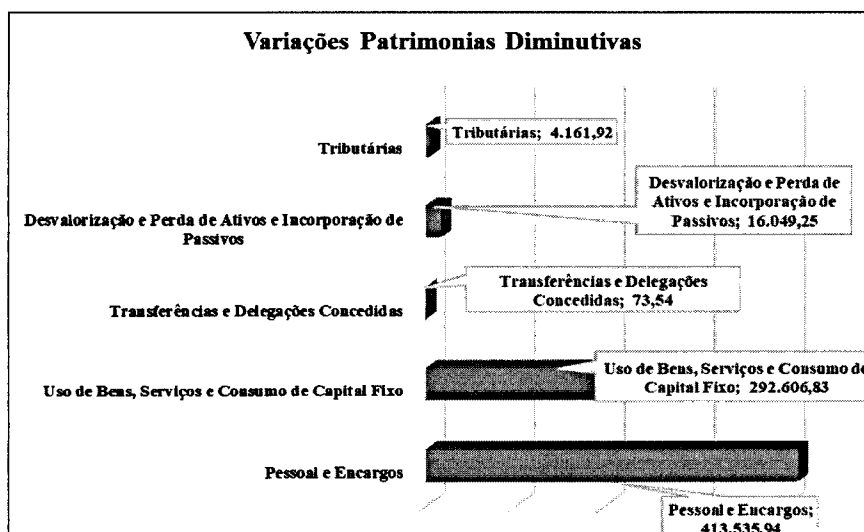 Variações Patrimonias Diminutivas
Tributárias
Tributárias; 4.161,92
Desvalorização e Perda de Ativos e Incorporação de
Passivos
Desvalorização e Perda de
Ativos e Incorporação de
Passivos; 16.049,25
Transferências e Delegações Concedidas
Transferências e Delegações
Concedidas; 73,54
Uso de Bens, Serviços e Consumo de Capital Fixo
Uso de Bens, Serviços e Consumo de
Capital Fixo; 292.606,83
Pessoal e Encargos
Pessoal e Encargos;
413.535,94